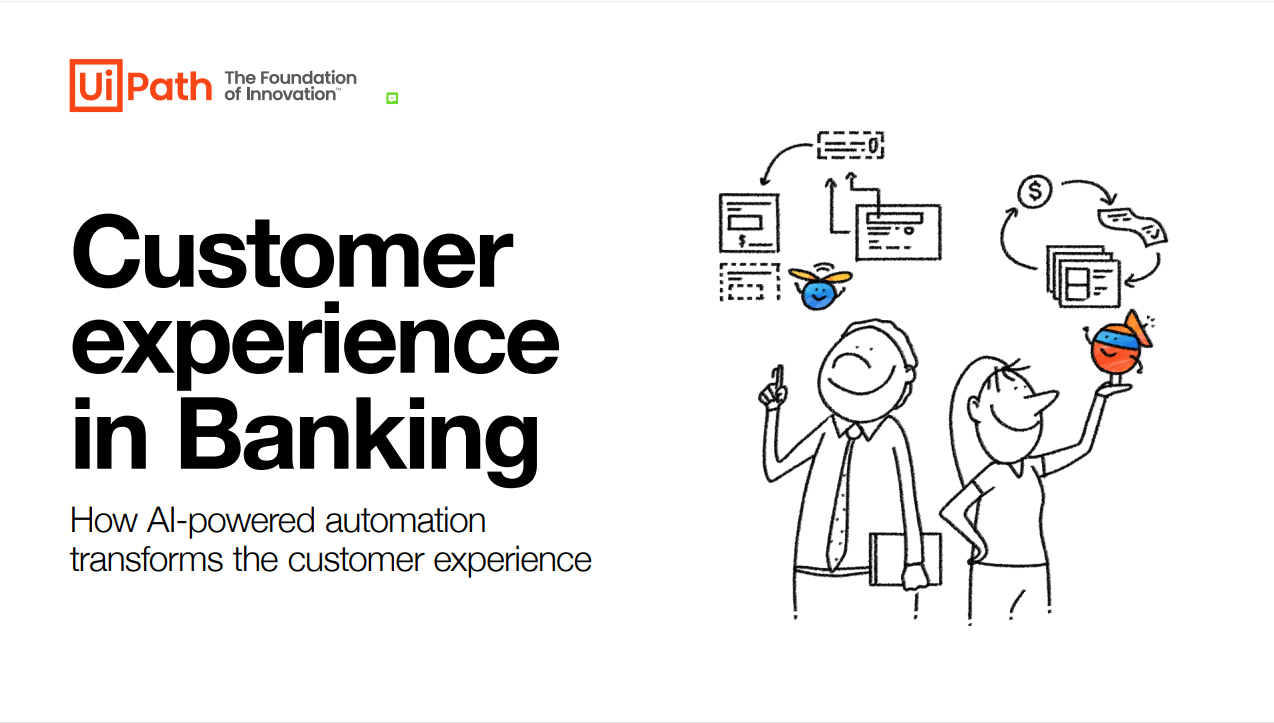 UiPath
The Foundation
of Innovation™
Customer
experience
in Banking
How AI-powered automation
transforms the customer experience
$
$